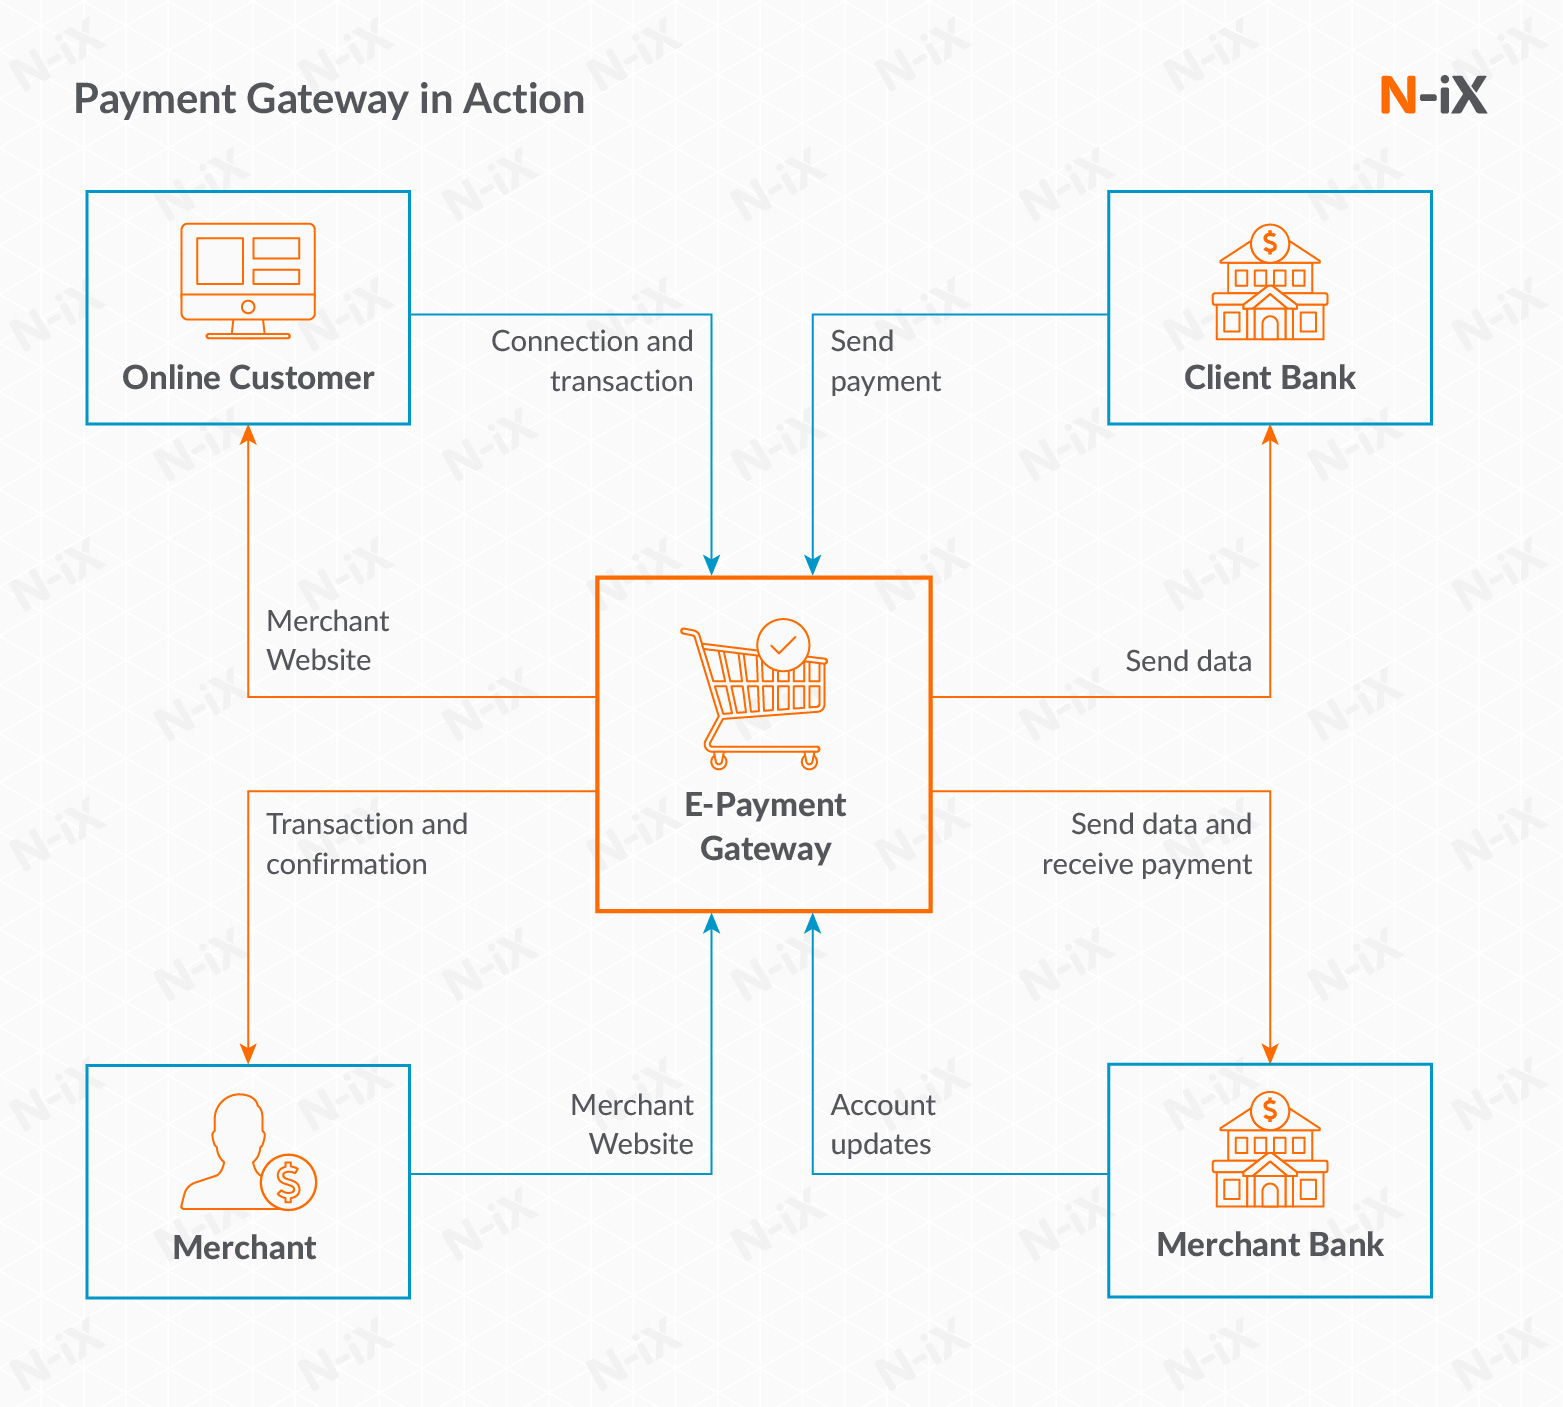 Payment Gateway in Action
N-iX
Online Customer
Connection and
transaction
Send
payment
$
Client Bank
Merchant
Website
Send data
E-Payment
Gateway
Transaction and
confirmation
Send data and
receive payment
$
Merchant
Merchant
Website
Account
updates
$
Merchant Bank